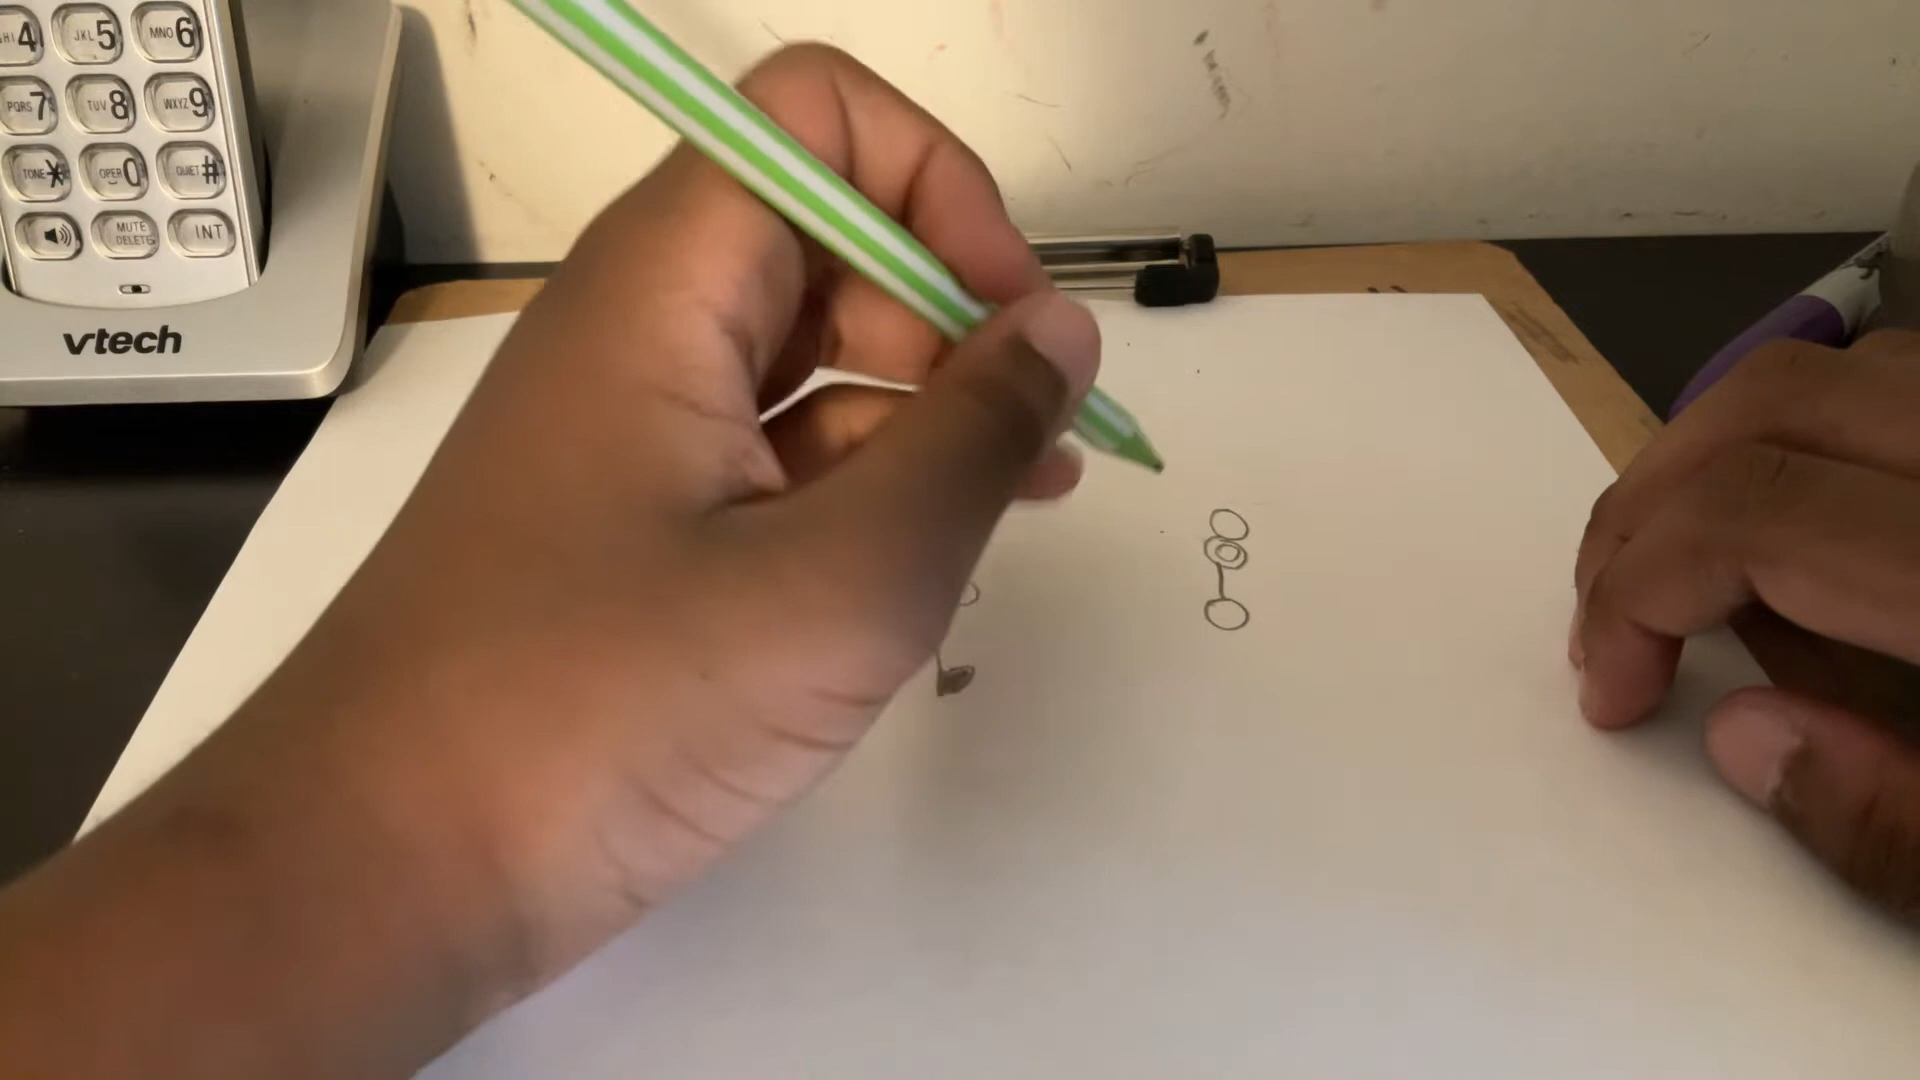 GHI 4 JKL 5 MNO 6
PQRS 7 TUV 8 WXYZ 9
TONE * OPER 0 QUIET #
MUTE
DELETE
INT
vtech